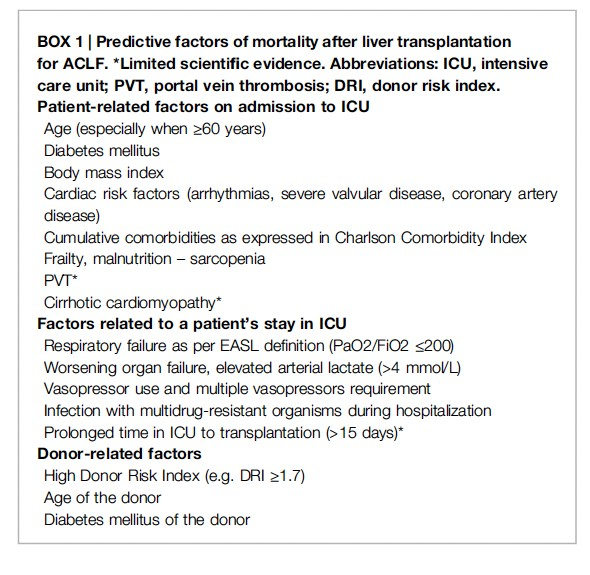 BOX 1 | Predictive factors of mortality after liver transplantation
for ACLF. *Limited scientific evidence. Abbreviations: ICU, intensive
care unit; PVT, portal vein thrombosis; DRI, donor risk index.
Patient-related factors on admission to ICU
Age (especially when ≥60 years)
Diabetes mellitus
Body mass index
Cardiac risk factors (arrhythmias, severe valvular disease, coronary artery
disease)
Cumulative comorbidities as expressed in Charlson Comorbidity Index
Frailty, malnutrition – sarcopenia
PVT*
Cirrhotic cardiomyopathy*
Factors related to a patient's stay in ICU
Respiratory failure as per EASL definition (PaO2/FiO2 ≤200)
Worsening organ failure, elevated arterial lactate (>4 mmol/L)
Vasopressor use and multiple vasopressors requirement
Infection with multidrug-resistant organisms during hospitalization
Prolonged time in ICU to transplantation (>15 days)*
Donor-related factors
High Donor Risk Index (e.g. DRI ≥1.7)
Age of the donor
Diabetes mellitus of the donor